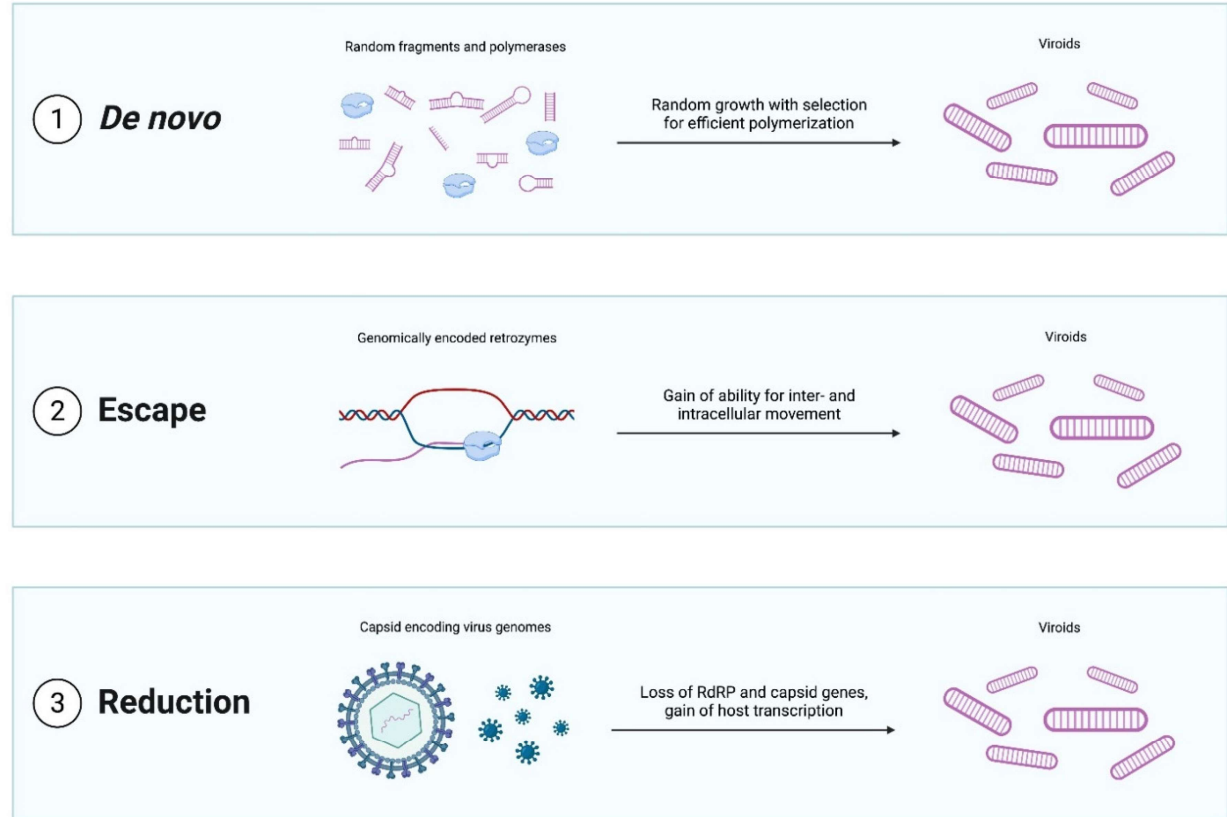 Random fragments and polymerases
Viroids
1 De novo
Random growth with selection
for efficient polymerization
Genomically encoded retrozymes
Viroids
2 Escape
Gain of ability for inter- and
intracellular movement
Capsid encoding virus genomes
Viroids
3 Reduction
Loss of RdRP and capsid genes,
gain of host transcription